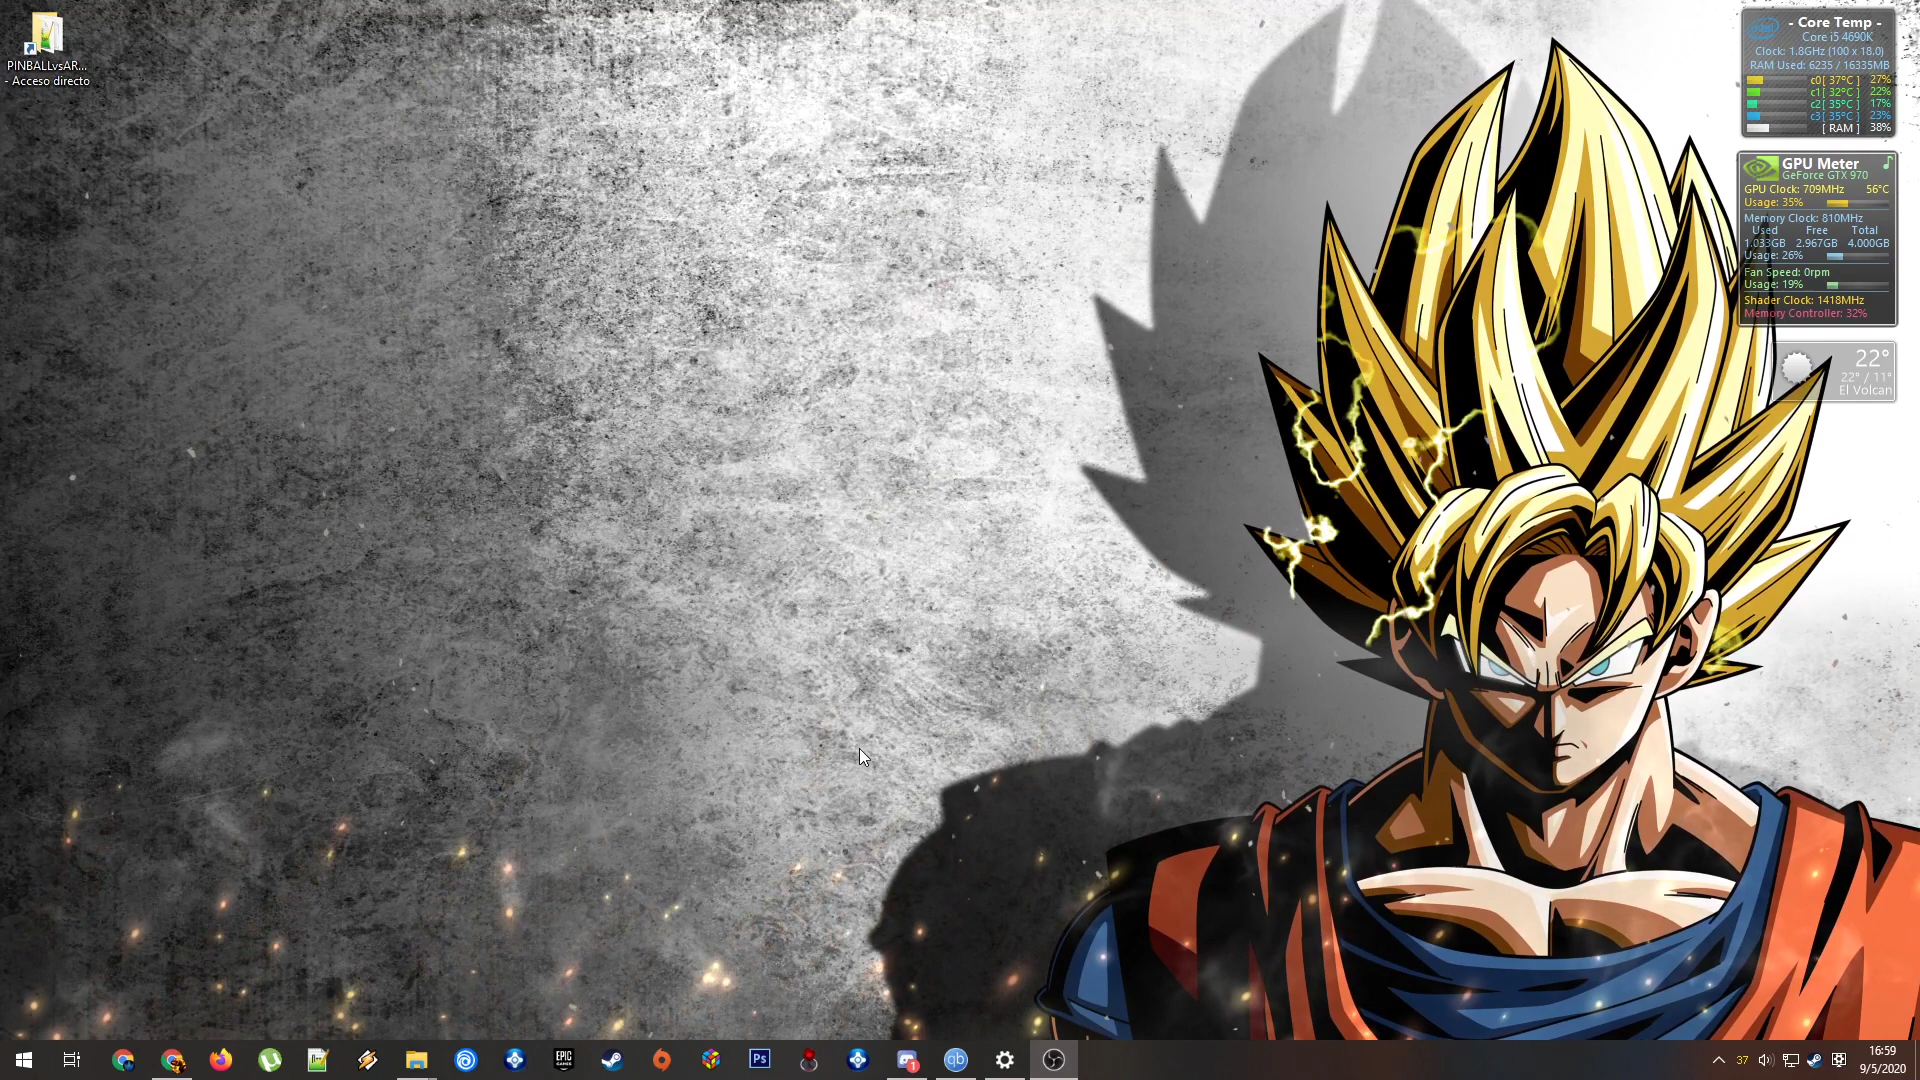 PINBALLvsAR...
- Acceso directo
- Core Temp -
intel
Core i5 4690K
Clock: 1.8GHz (100 x 18.0)
RAM Used: 6235 / 16335MB
c0[ 37°C ] 27%
c1[ 32°C ] 22%
c2[ 35°C ] 17%
c3[ 35°C ] 23%
[ RAM ] 38%
GPU Meter
GeForce GTX 970
GPU Clock: 709MHz 56°C
Usage: 35%
Memory Clock: 810MHz
Used Free Total
1.033GB 2.967GB 4.000GB
Usage: 26%
Fan Speed: 0rpm
Usage: 19%
Shader Clock: 1418MHz
Memory Controller: 32%
22°
22° / 11°
El Volcan
EPIC
GAMES
Ps
1
qb
37
16:59
9/5/2020